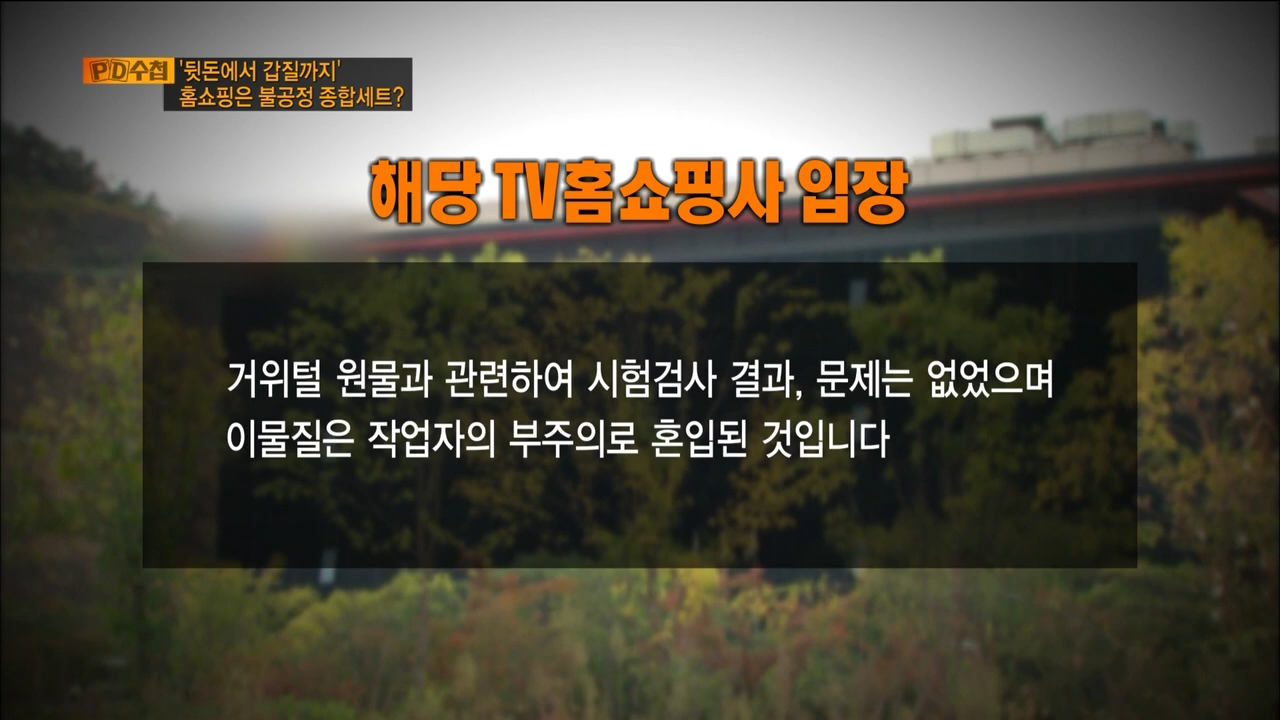 PD수첩 '뒷돈에서 갑질까지'
홈쇼핑은 불공정 종합세트?
해당 TV홈쇼핑사 입장
거위털 원물과 관련하여 시험검사 결과, 문제는 없었으며
이물질은 작업자의 부주의로 혼입된 것입니다